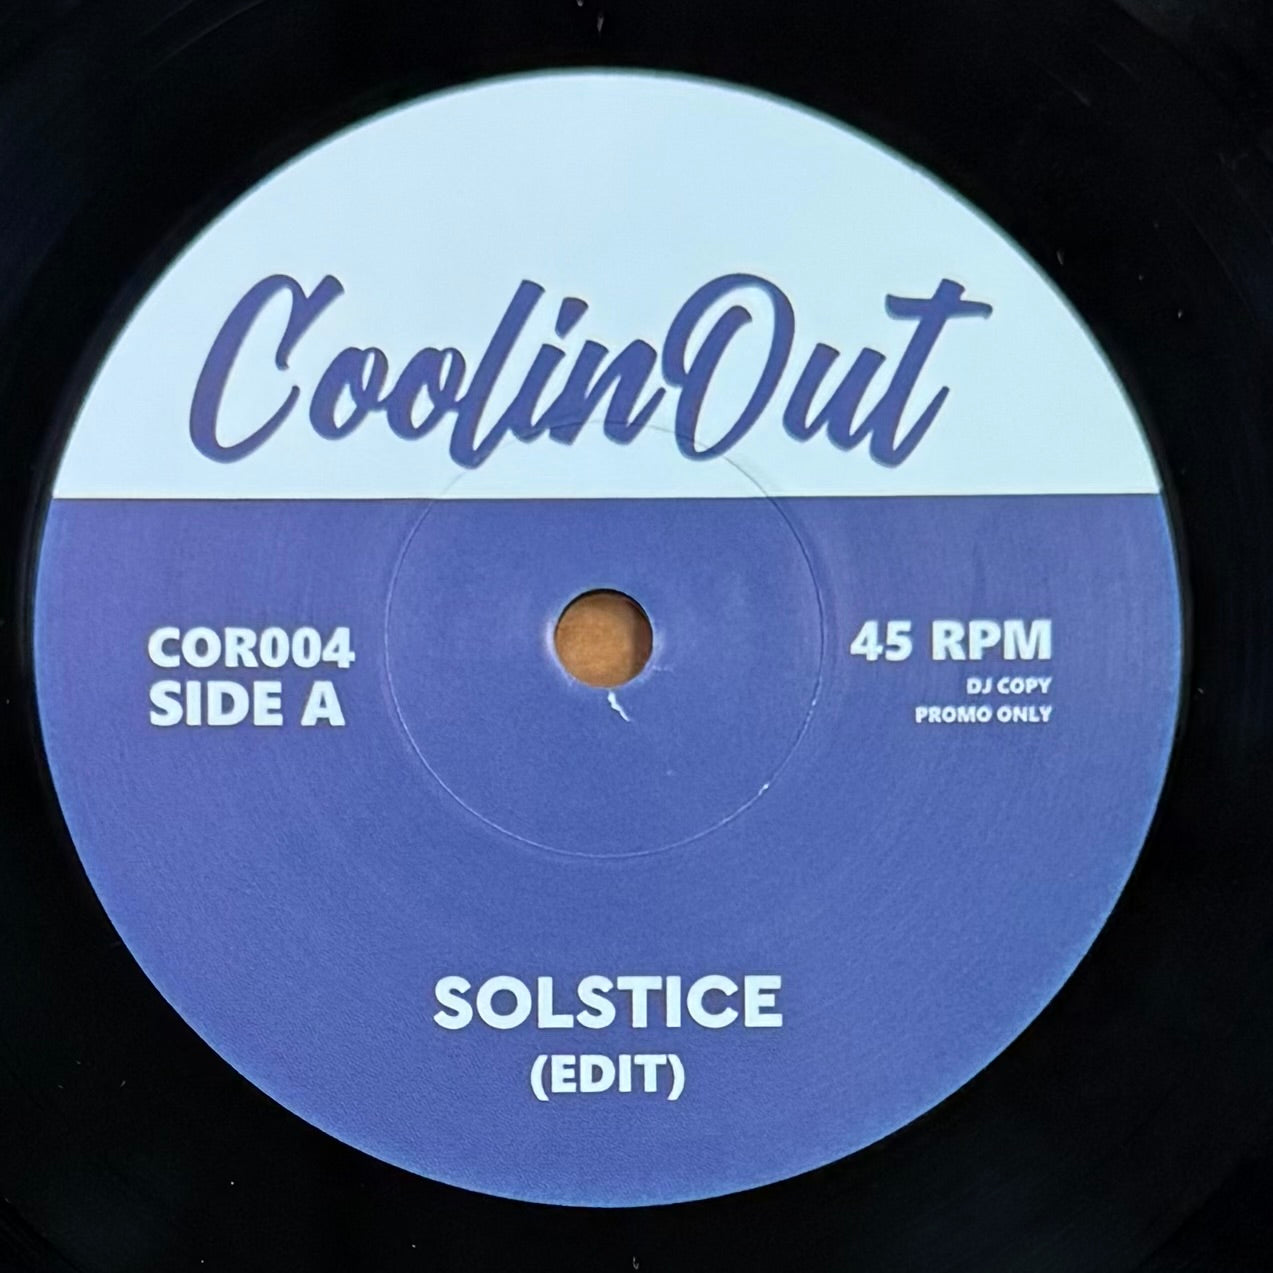 CoolinOut
COR004
SIDE A
45 RPM
DJ COPY
PROMO ONLY
SOLSTICE
(EDIT)